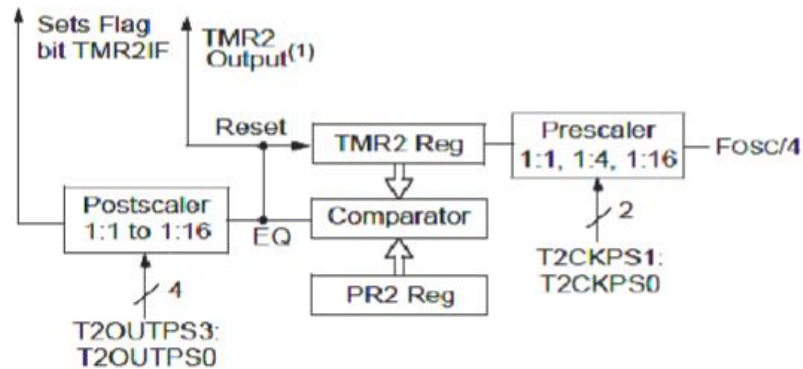 Sets Flag
bit TMR2IF
TMR2
Output(1)
Reset
TMR2 Reg
Prescaler
1:1, 1:4, 1:16
Fosc/4
Postscaler
1:1 to 1:16
EQ
Comparator
2
T2CKPS1:
T2CKPS0
4
PR2 Reg
T2OUTPS3:
T2OUTPS0